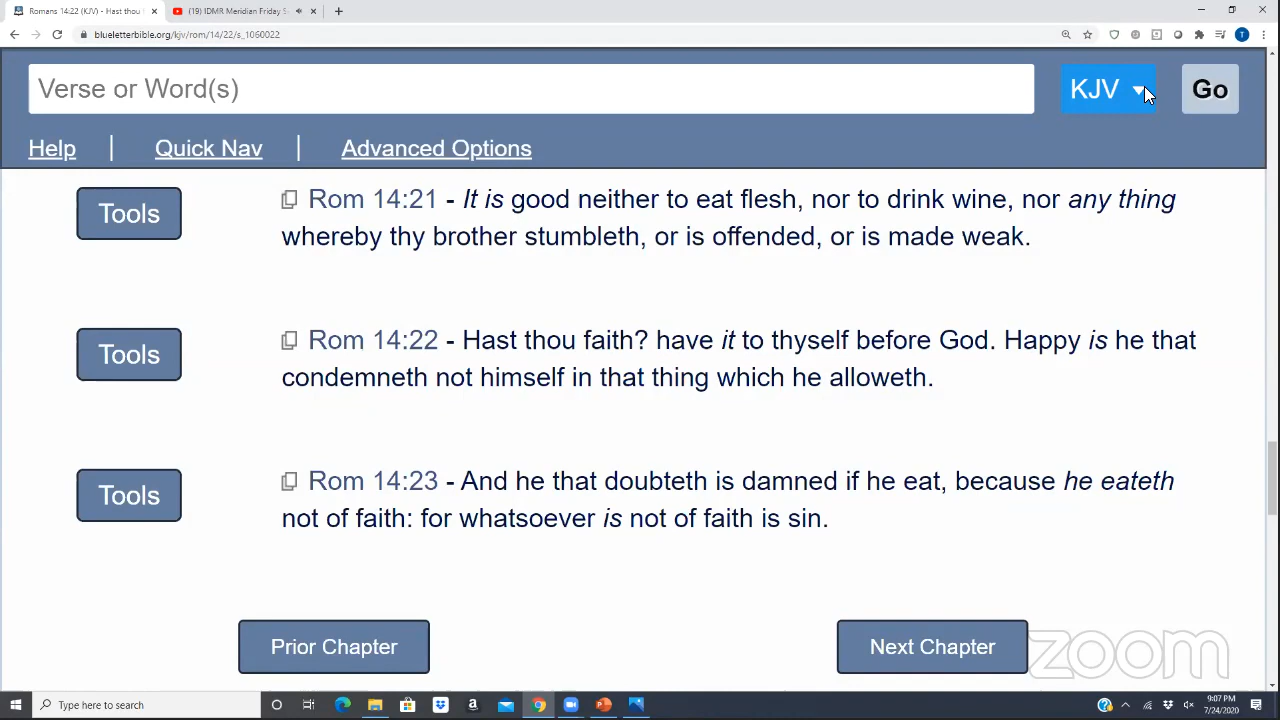 Romans 14:22 (KJV) - Hast thou f
(19) IDMR Meridian Friday S
blueletterbible.org/kjv/rom/14/22/s_1060022
T
Verse or Word(s)
KJV
Go
Help | Quick Nav | Advanced Options
Tools
Rom 14:21 - It is good neither to eat flesh, nor to drink wine, nor any thing
whereby thy brother stumbleth, or is offended, or is made weak.
Tools
Rom 14:22 - Hast thou faith? have it to thyself before God. Happy is he that
condemneth not himself in that thing which he alloweth.
Tools
Rom 14:23 - And he that doubteth is damned if he eat, because he eateth
not of faith: for whatsoever is not of faith is sin.
Prior Chapter
Next Chapter
zoom
Type here to search
9:07 PM
7/24/2020